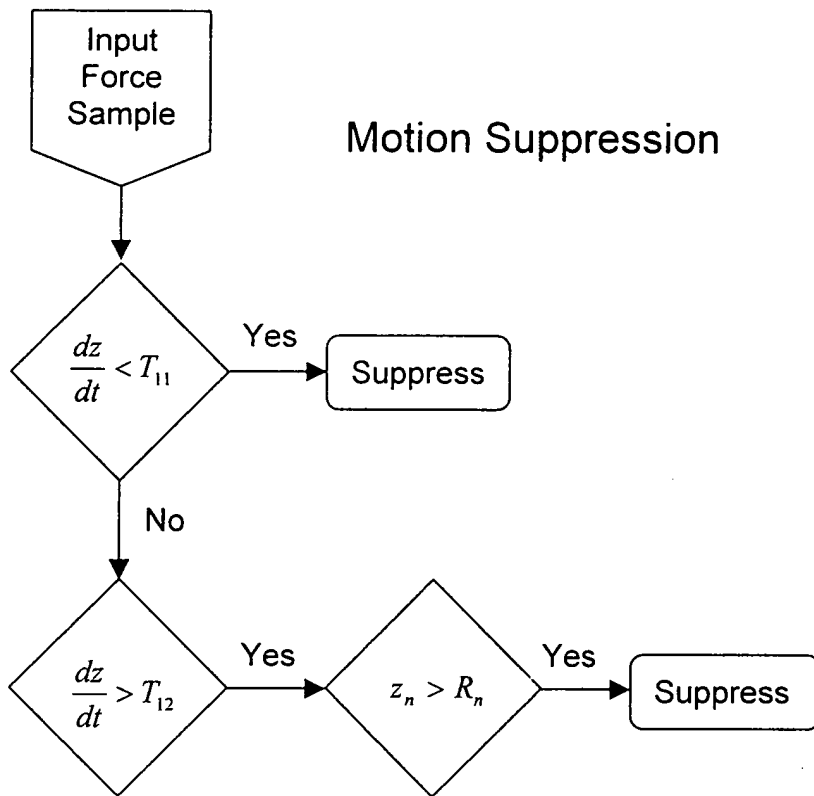 Input
Force
Sample
Motion Suppression
dz/dt < T₁₁
Yes
Suppress
No
dz/dt > T₁₂
Yes
zₙ > Rₙ
Yes
Suppress